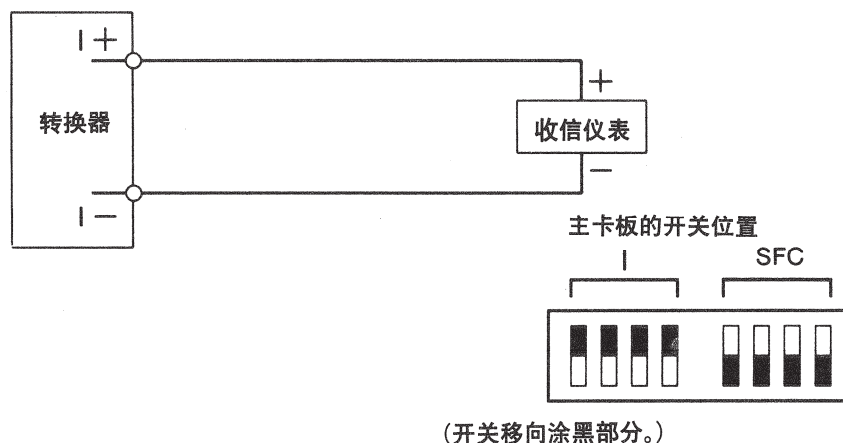 I+
转换器
I-
+
收信仪表
-
主卡板的开关位置
I SFC
(开关移向涂黑部分。)